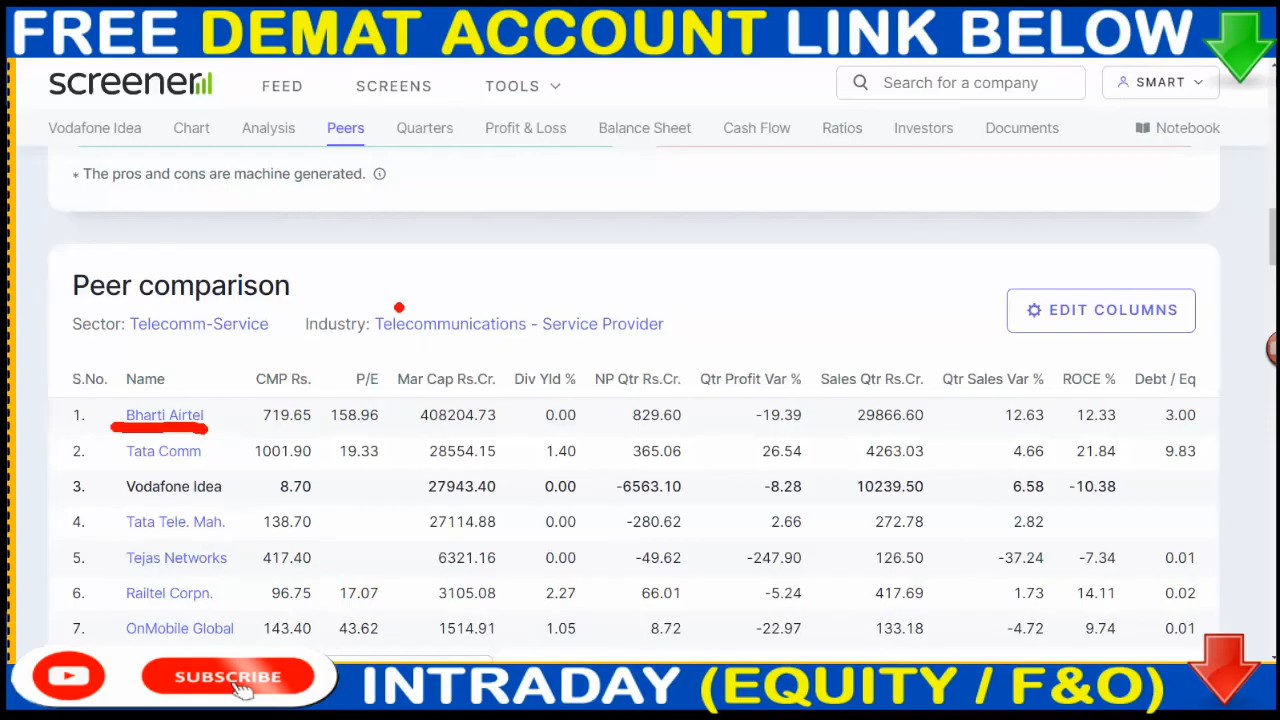 FREE DEMAT ACCOUNT LINK BELOW
screener FEED SCREENS TOOLS Search for a company SMART
Vodafone Idea Chart Analysis Peers Quarters Profit & Loss Balance Sheet Cash Flow Ratios Investors Documents Notebook
* The pros and cons are machine generated.
Peer comparison
Sector: Telecomm-Service Industry: Telecommunications - Service Provider
EDIT COLUMNS
S.No. Name CMP Rs. P/E Mar Cap Rs.Cr. Div Yld % NP Qtr Rs.Cr. Qtr Profit Var % Sales Qtr Rs.Cr. Qtr Sales Var % ROCE % Debt / Eq
1. Bharti Airtel 719.65 158.96 408204.73 0.00 829.60 -19.39 29866.60 12.63 12.33 3.00
2. Tata Comm 1001.90 19.33 28554.15 1.40 365.06 26.54 4263.03 4.66 21.84 9.83
3. Vodafone Idea 8.70 27943.40 0.00 -6563.10 -8.28 10239.50 6.58 -10.38
4. Tata Tele. Mah. 138.70 27114.88 0.00 -280.62 2.66 272.78 2.82
5. Tejas Networks 417.40 6321.16 0.00 -49.62 -247.90 126.50 -37.24 -7.34 0.01
6. Railtel Corpn. 96.75 17.07 3105.08 2.27 66.01 -5.24 417.69 1.73 14.11 0.02
7. OnMobile Global 143.40 43.62 1514.91 1.05 8.72 -22.97 133.18 -4.72 9.74 0.01
SUBSCRIBE
INTRADAY (EQUITY / F&O)